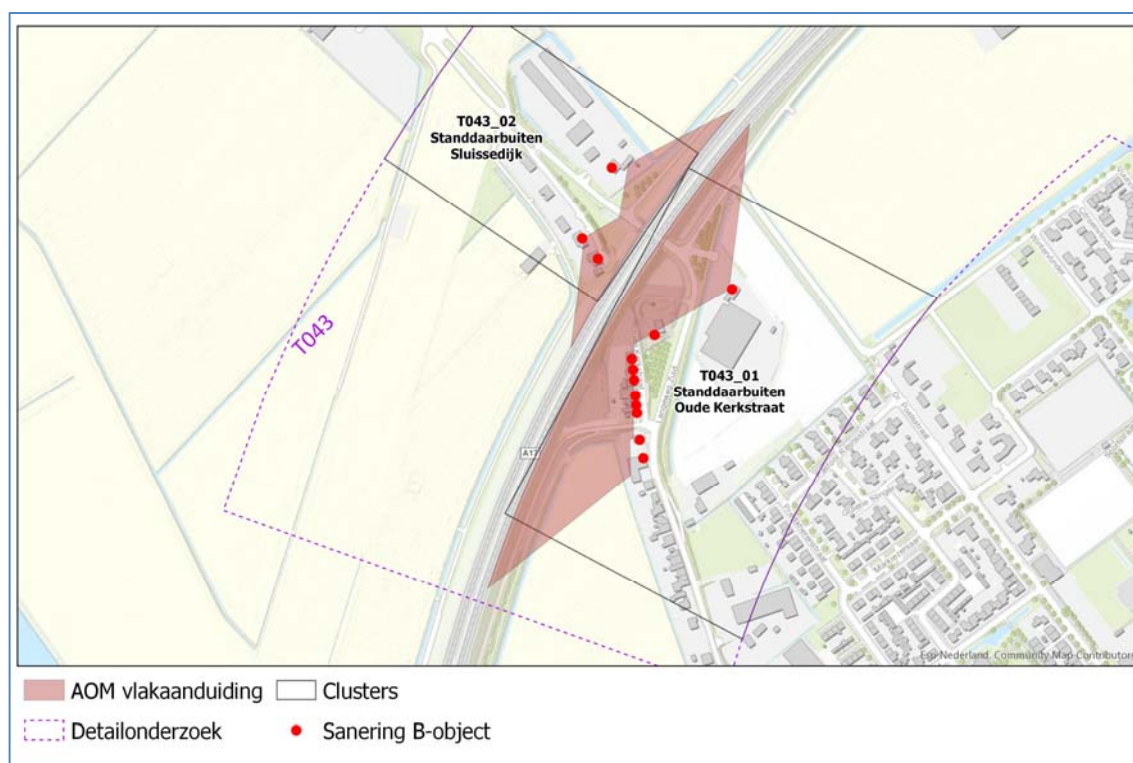 T043_02
Standdaarbuiten
Sluissedijk
T043
T043_01
Standdaarbuiten
Oude Kerkstraat
Esri Nederland, Community Map Contributors
AOM vlakaanduiding
Clusters
Detailonderzoek
Sanering B-object